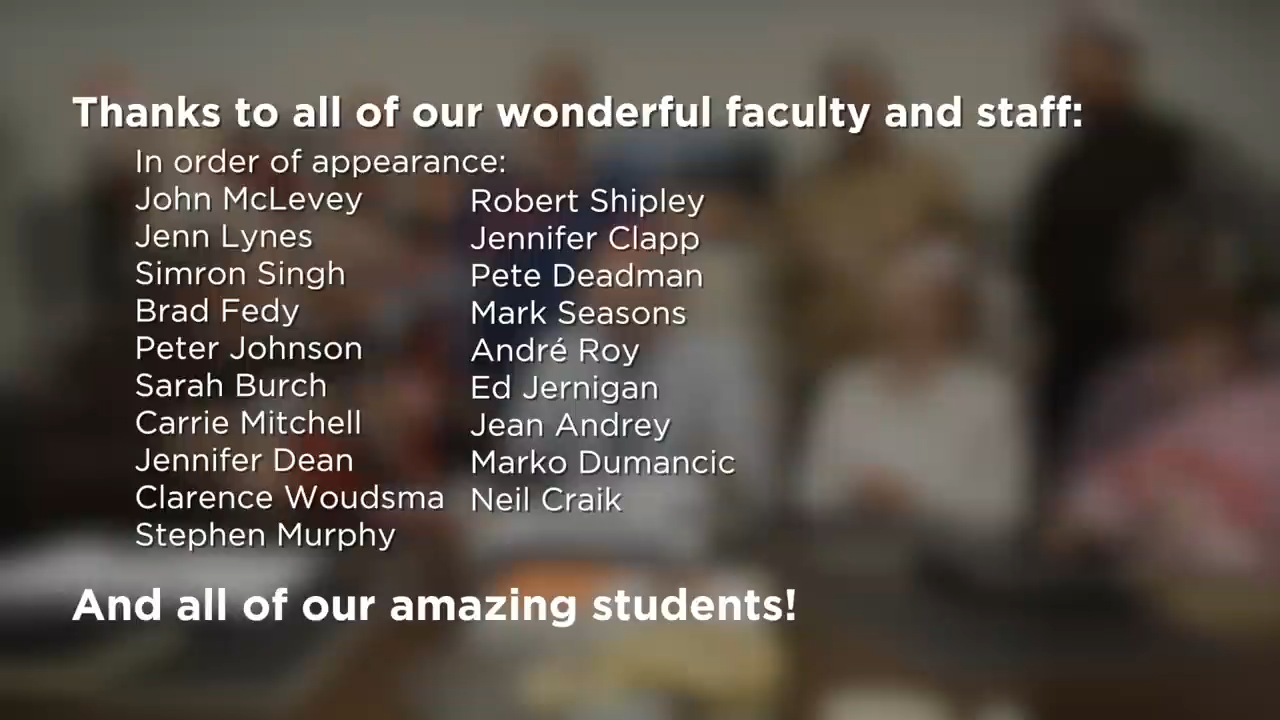 Thanks to all of our wonderful faculty and staff:
In order of appearance:
John McLevey
Jenn Lynes
Simron Singh
Brad Fedy
Peter Johnson
Sarah Burch
Carrie Mitchell
Jennifer Dean
Clarence Woudsma
Stephen Murphy
Robert Shipley
Jennifer Clapp
Pete Deadman
Mark Seasons
André Roy
Ed Jernigan
Jean Andrey
Marko Dumancic
Neil Craik
And all of our amazing students!